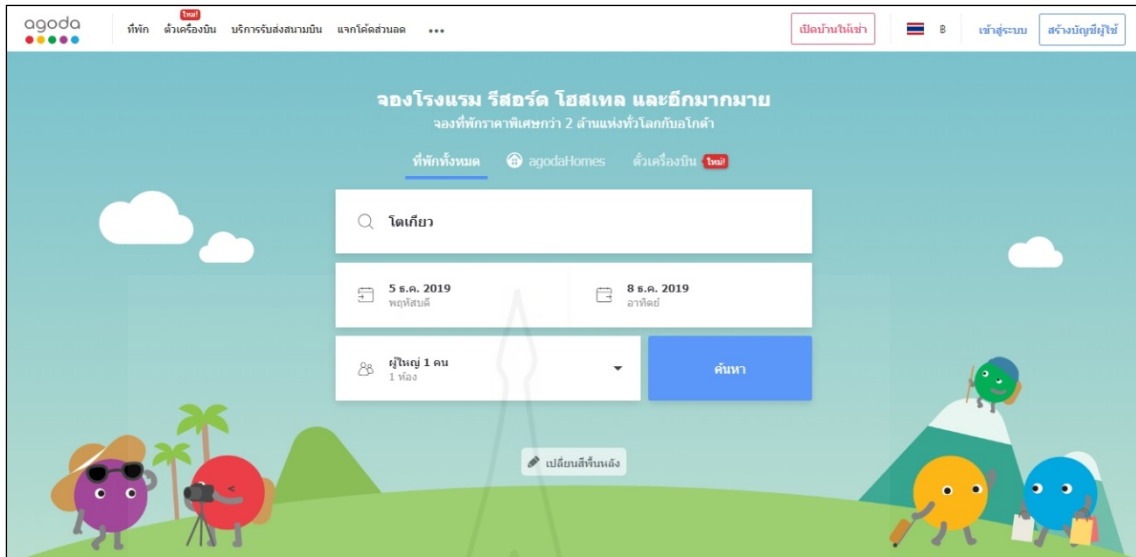 agoda
ที่พัก ตั๋วเครื่องบิน ใหม่! บริการรับส่งสนามบิน แจกโค้ดส่วนลด ••• เปิดบ้านให้เช่า ฿ เข้าสู่ระบบ สร้างบัญชีผู้ใช้
จองโรงแรม รีสอร์ต โฮสเทล และอีกมากมาย
จองที่พักราคาพิเศษกว่า 2 ล้านแห่งทั่วโลกกับอโกด้า
ที่พักทั้งหมด agodaHomes ตั๋วเครื่องบิน ใหม่!
โตเกียว
5 ธ.ค. 2019 8 ธ.ค. 2019
พฤหัสบดี อาทิตย์
ผู้ใหญ่ 1 คน
1 ห้อง
ค้นหา
เปลี่ยนสีพื้นหลัง